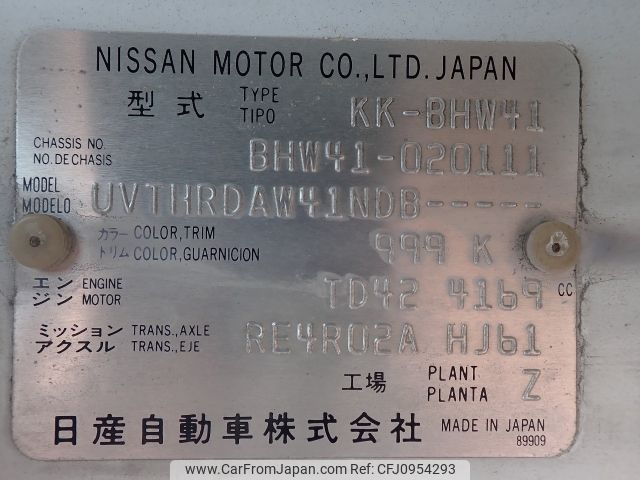 NISSAN MOTOR CO.,LTD. JAPAN
型式 TYPE TIPO KK-BHW41
CHASSIS NO. NO. DE CHASIS BHW41-020111
MODEL MODELO UVTHRDAW41NDB-----
カラー COLOR,TRIM
トリム COLOR,GUARNICION 999 K
エンジン ENGINE MOTOR TD42 4169 CC
ミッション TRANS.,AXLE
アクスル TRANS.,EJE RE4R02A HJ61
工場 PLANT PLANTA Z
日産自動車株式会社 MADE IN JAPAN
89909
www.CarFromJapan.com | © CarFromJapan.com | CFJ0954293